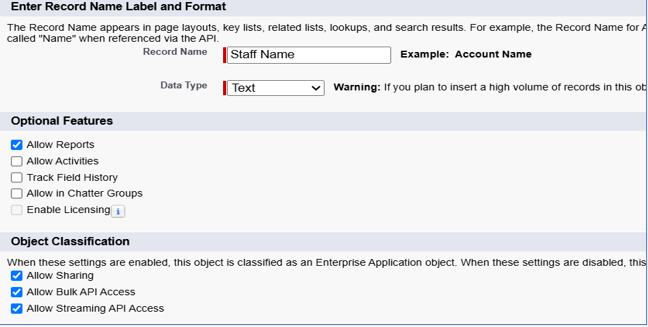 Enter Record Name Label and Format
The Record Name appears in page layouts, key lists, related lists, lookups, and search results. For example, the Record Name for A
called "Name" when referenced via the API.
Record Name Staff Name Example: Account Name
Data Type Text Warning: If you plan to insert a high volume of records in this ob
Optional Features
Allow Reports
Allow Activities
Track Field History
Allow in Chatter Groups
Enable Licensing i
Object Classification
When these settings are enabled, this object is classified as an Enterprise Application object. When these settings are disabled, this
Allow Sharing
Allow Bulk API Access
Allow Streaming API Access